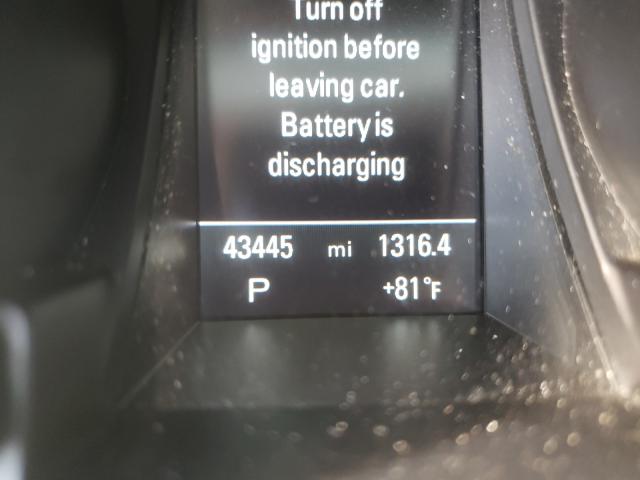 Turn off
ignition before
leaving car.
Battery is
discharging
43445 mi 1316.4
P +81°F